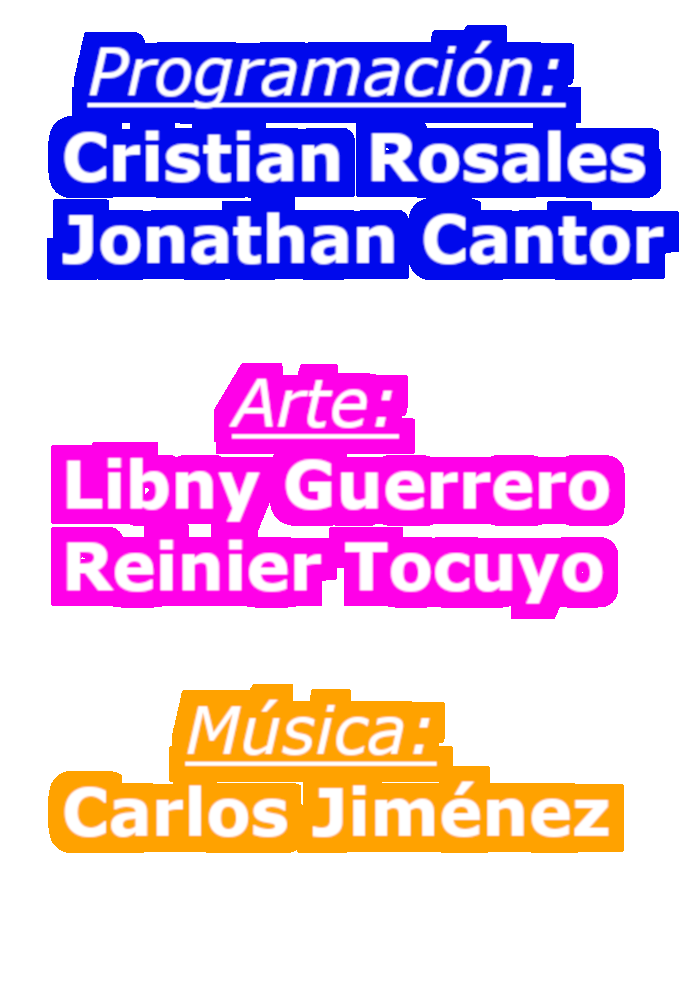 Programación:
Cristian Rosales
Jonathan Cantor
Arte:
Libny Guerrero
Reinier Tocuyo
Música:
Carlos Jiménez